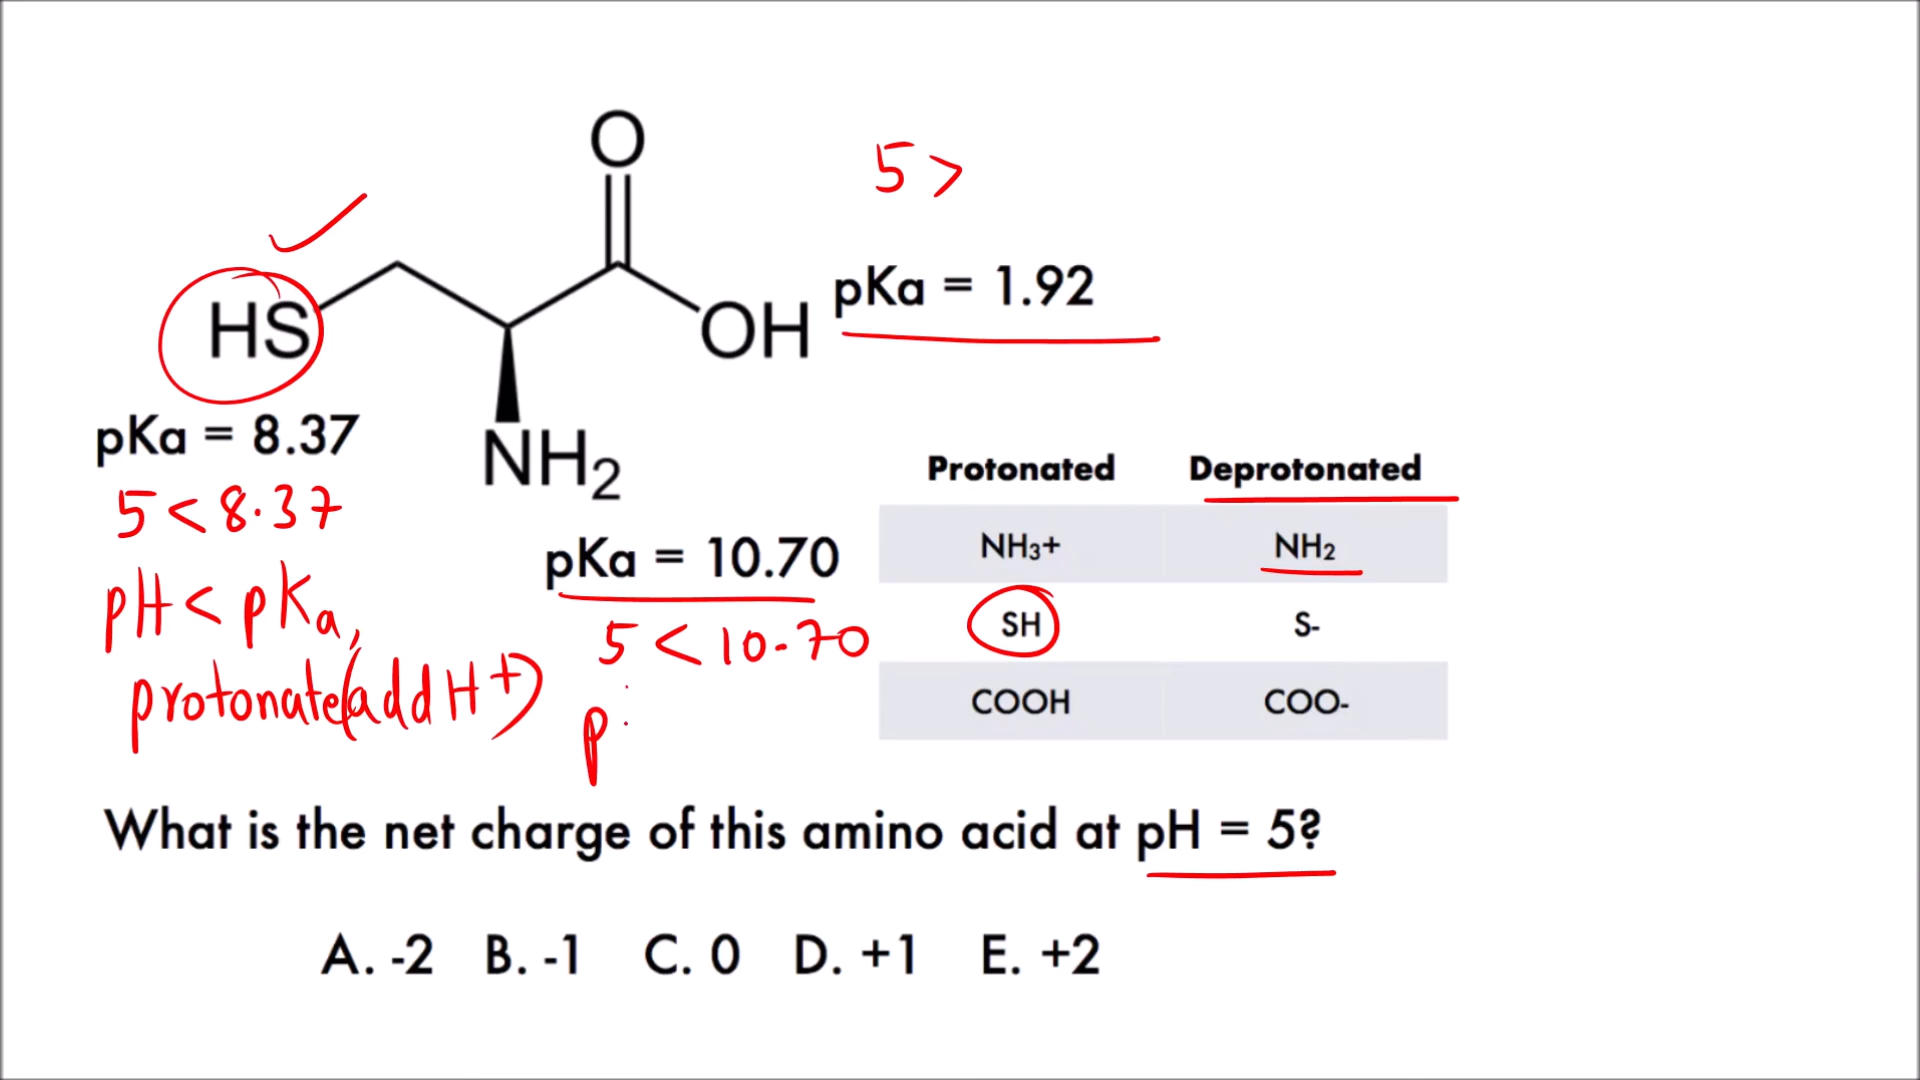 O
5 >
HS
OH
pKa = 1.92
pKa = 8.37
NH2
Protonated Deprotonated
5 < 8.37
NH3+ NH2
pKa = 10.70
pH < pKa,
SH S-
5 < 10.70
protonate(add H+)
COOH COO-
p
What is the net charge of this amino acid at pH = 5?
A. -2 B. -1 C. 0 D. +1 E. +2